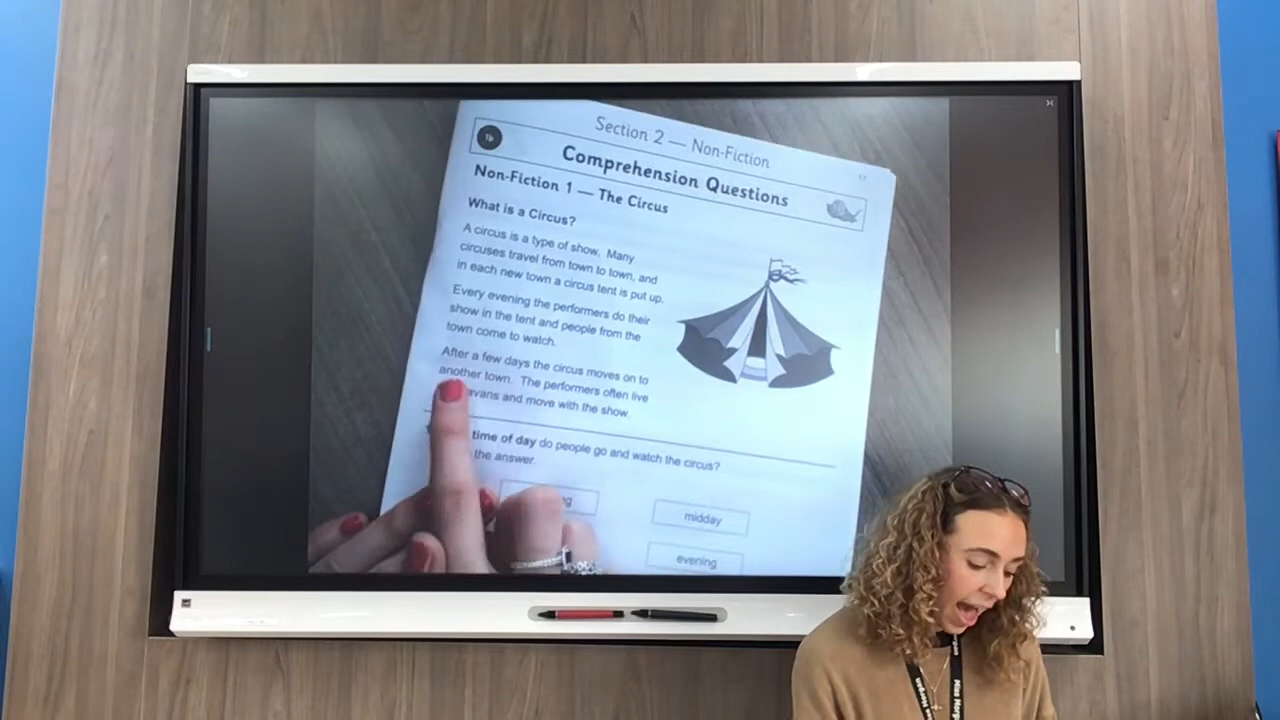 Section 2 — Non-Fiction
17
Comprehension Questions
Non-Fiction 1 — The Circus
What is a Circus?
A circus is a type of show. Many
circuses travel from town to town, and
in each new town a circus tent is put up.
Every evening the performers do their
show in the tent and people from the
town come to watch.
After a few days the circus moves on to
another town. The performers often live
and move with the show.
time of day do people go and watch the circus?
the answer.
midday
evening
Miss Morgan